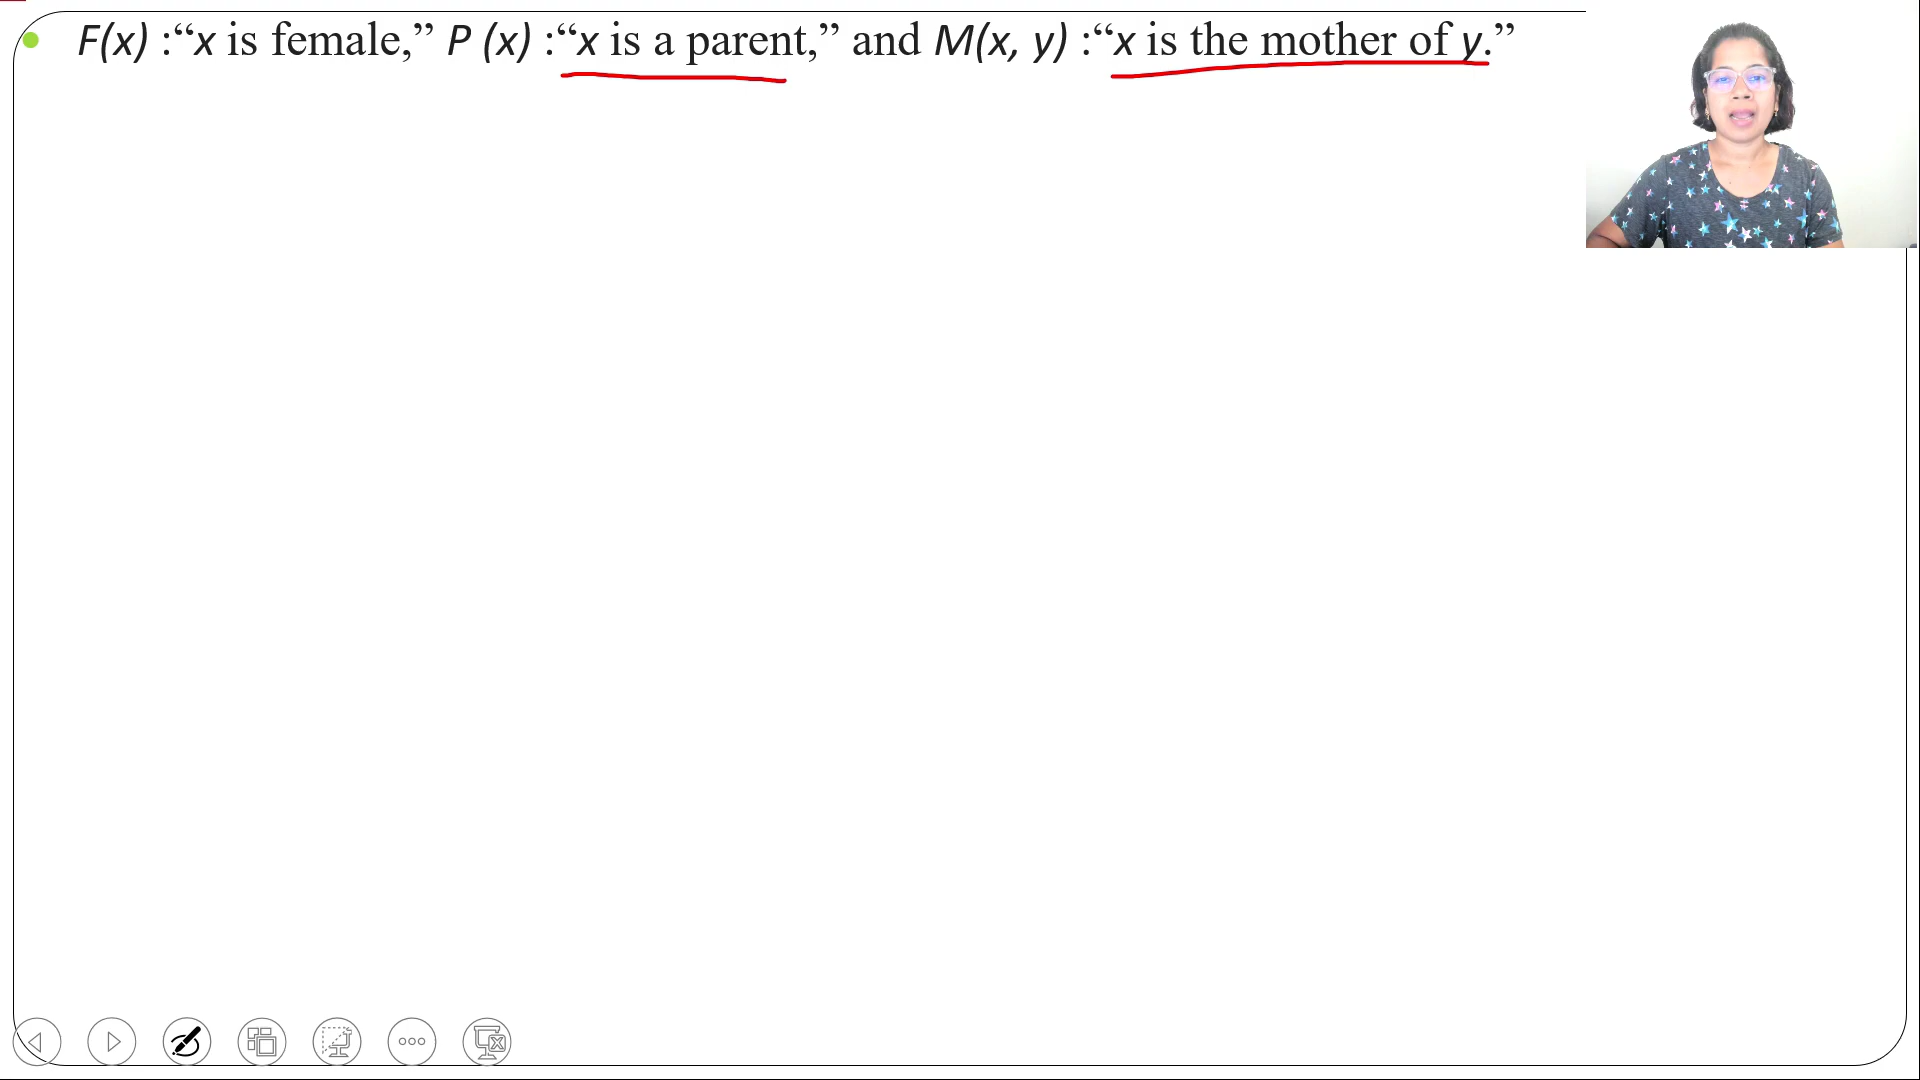 F(x) :“x is female,” P (x) :“x is a parent,” and M(x, y) :“x is the mother of y.”